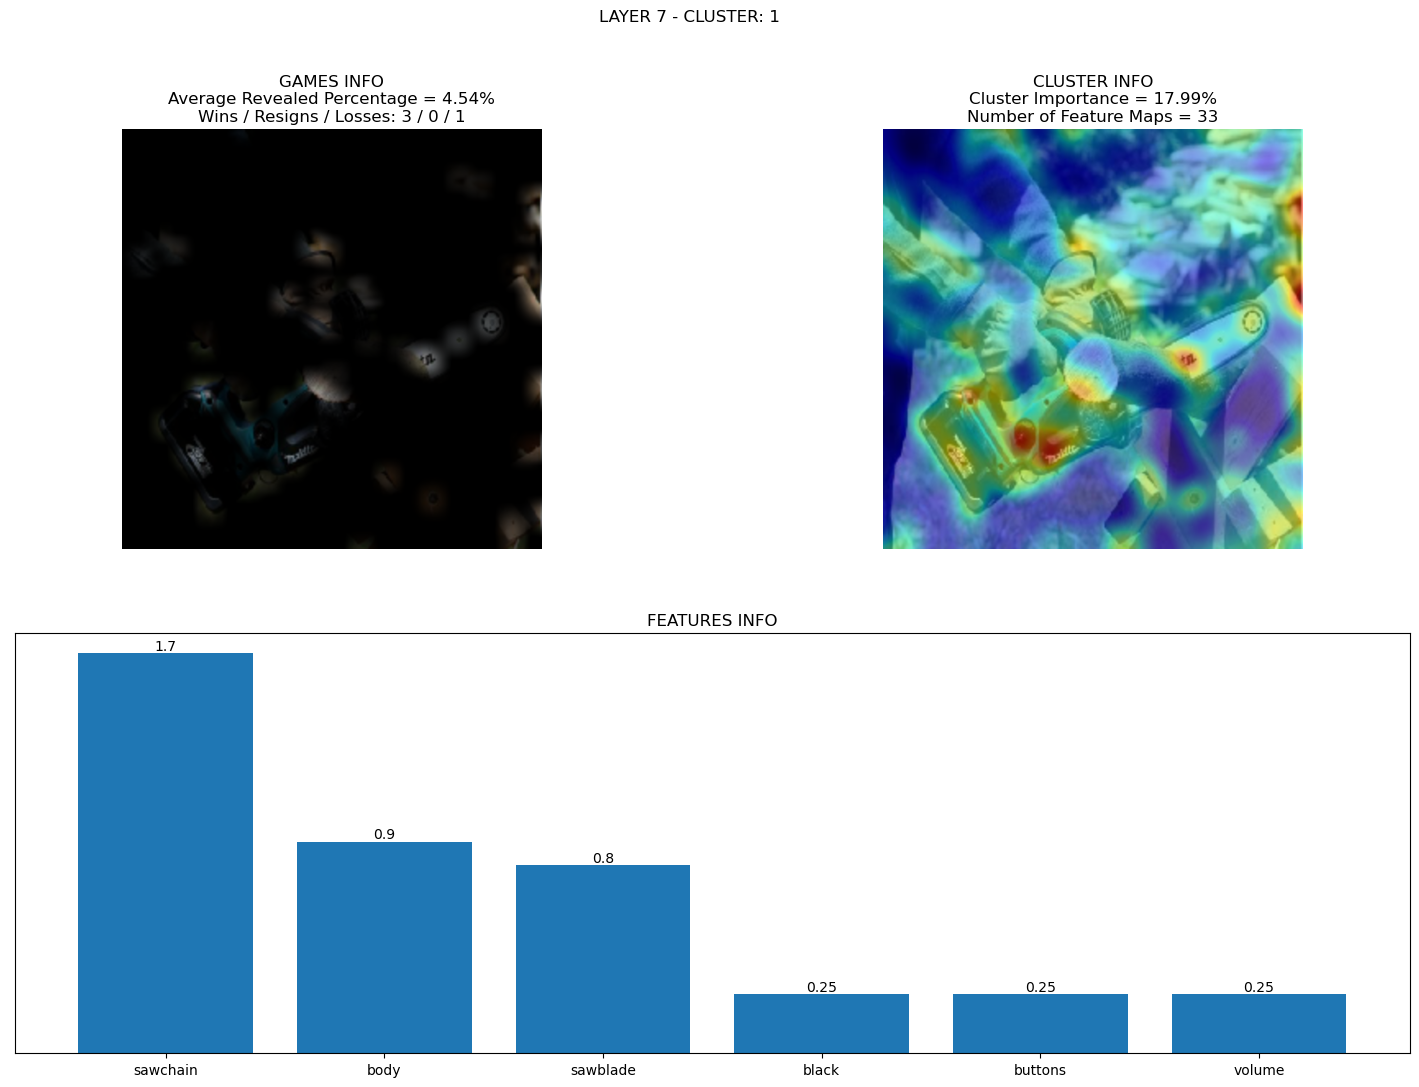 LAYER 7 - CLUSTER: 1
GAMES INFO
Average Revealed Percentage = 4.54%
Wins / Resigns / Losses: 3 / 0 / 1
CLUSTER INFO
Cluster Importance = 17.99%
Number of Feature Maps = 33
FEATURES INFO
1.7
0.9
0.8
0.25
0.25
0.25
sawchain
body
sawblade
black
buttons
volume